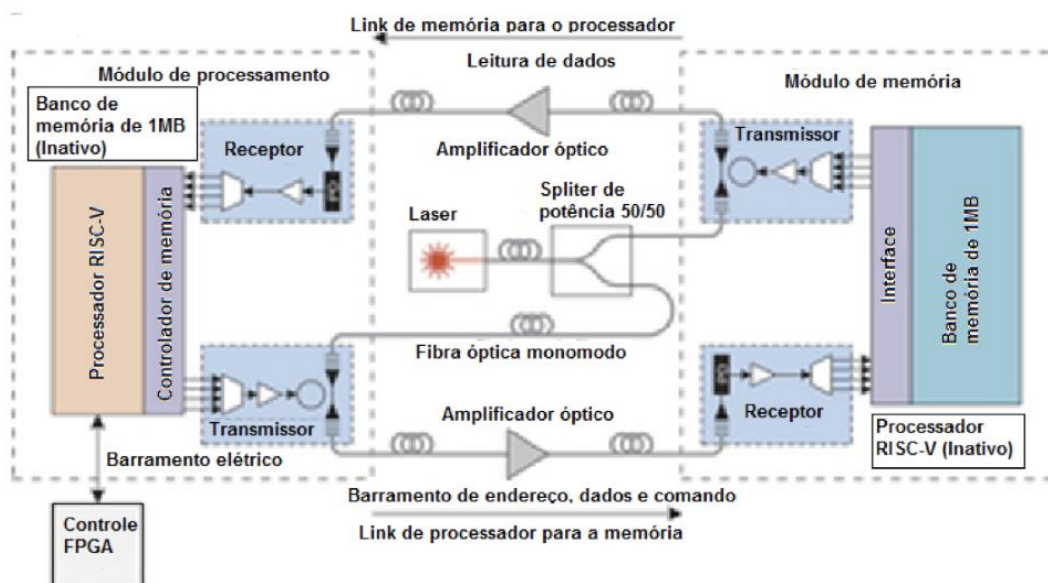 Link de memória para o processador
Módulo de processamento
Leitura de dados
Módulo de memória
Banco de
memória de 1MB
(Inativo)
Receptor
Amplificador óptico
Transmissor
Processador RISC-V
Controlador de memória
Laser
Spliter de
potência 50/50
Interface
Banco de
memória de 1MB
Fibra óptica monomodo
Transmissor
Amplificador óptico
Receptor
Processador
RISC-V (Inativo)
Barramento elétrico
Barramento de endereço, dados e comando
Link de processador para a memória
Controle
FPGA